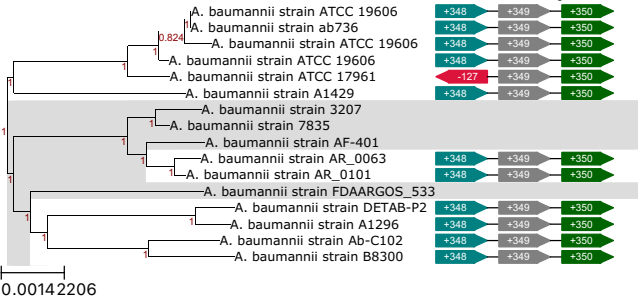 A. baumannii strain ATCC 19606 +348 +349 +350
A. baumannii strain ab736 +348 +349 +350
0.824 A. baumannii strain ATCC 19606 +348 +349 +350
1 A. baumannii strain ATCC 19606 +348 +349 +350
1 A. baumannii strain ATCC 17961 -127 +349 +350
1 A. baumannii strain A1429 +348 +349 +350
A. baumannii strain 3207
1 1 A. baumannii strain 7835
1 A. baumannii strain AF-401
1 A. baumannii strain AR_0063 +348 +349 +350
1 1 A. baumannii strain AR_0101 +348 +349 +350
A. baumannii strain FDAARGOS_533
1 A. baumannii strain DETAB-P2 +348 +349 +350
1 A. baumannii strain A1296 +348 +349 +350
1 A. baumannii strain Ab-C102 +348 +349 +350
1 A. baumannii strain B8300 +348 +349 +350
0.00142206